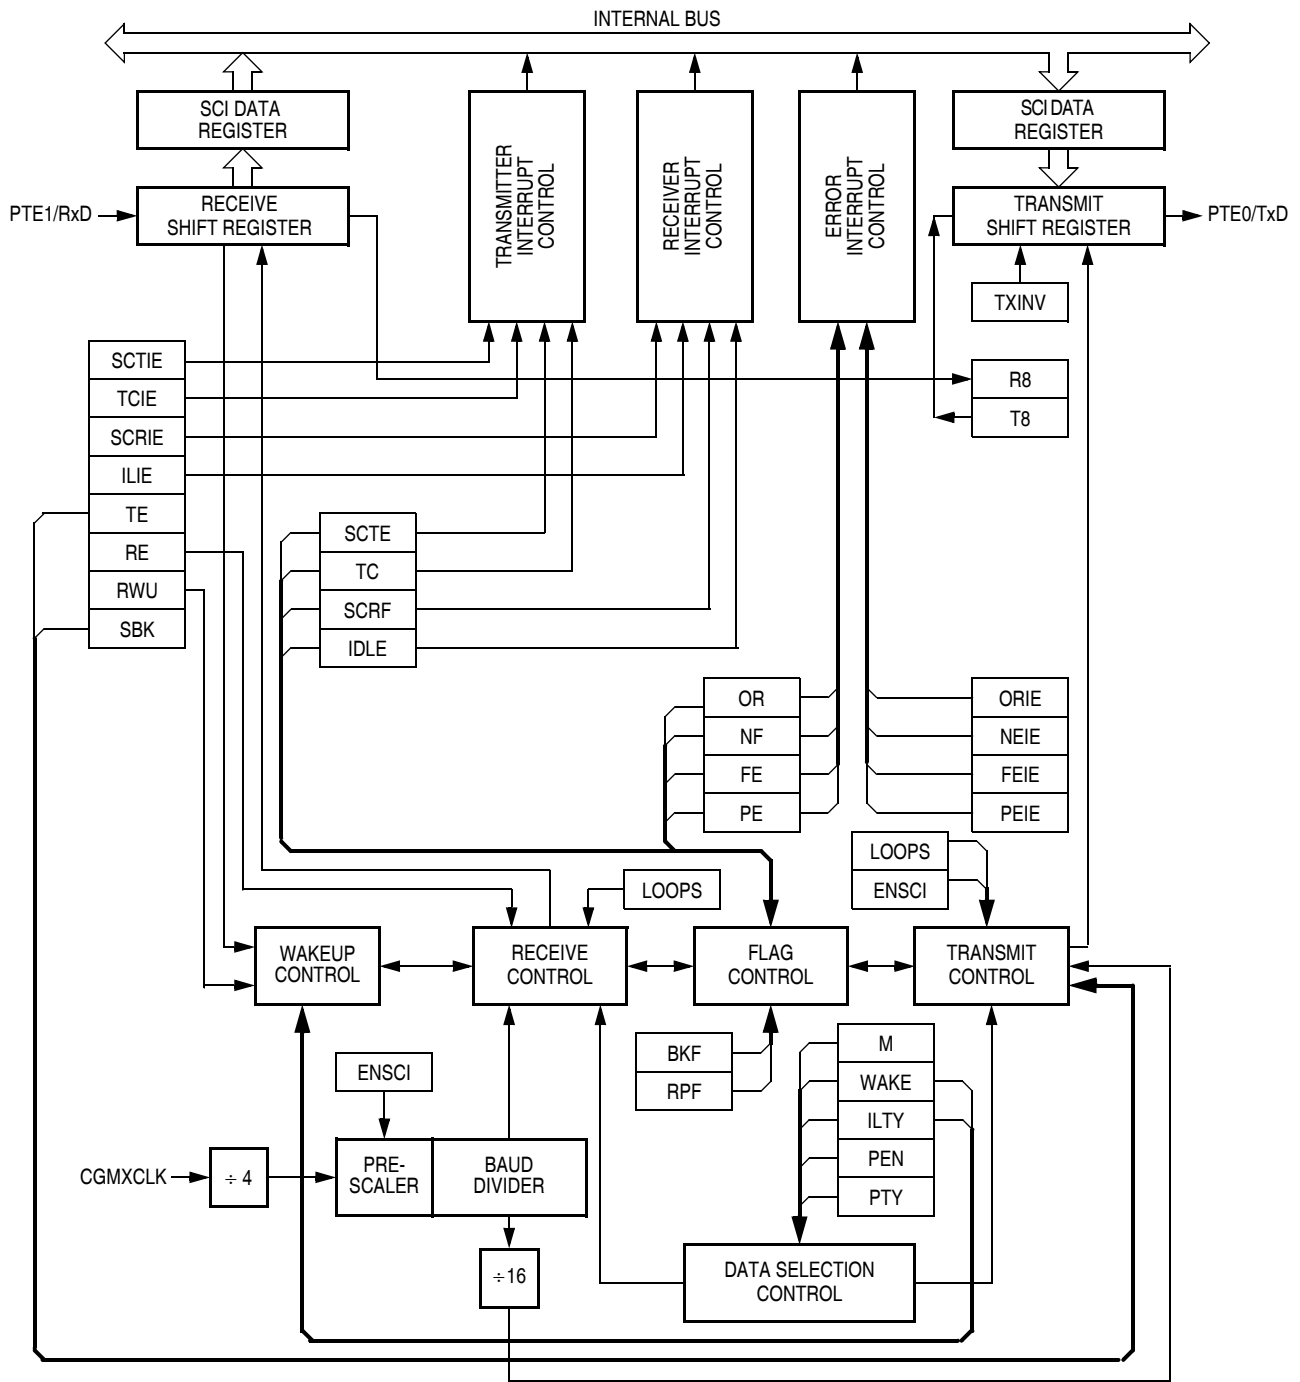 INTERNAL BUS
SCI DATA
REGISTER
SCI DATA
REGISTER
TRANSMITTER
INTERRUPT
CONTROL
RECEIVER
INTERRUPT
CONTROL
ERROR
INTERRUPT
CONTROL
PTE1/RxD
RECEIVE
SHIFT REGISTER
TRANSMIT
SHIFT REGISTER
PTE0/TxD
TXINV
SCTIE
TCIE
SCRIE
ILIE
TE
RE
RWU
SBK
R8
T8
SCTE
TC
SCRF
IDLE
OR
NF
FE
PE
ORIE
NEIE
FEIE
PEIE
LOOPS
ENSCI
LOOPS
WAKEUP
CONTROL
RECEIVE
CONTROL
FLAG
CONTROL
TRANSMIT
CONTROL
BKF
RPF
M
WAKE
ILTY
PEN
PTY
ENSCI
CGMXCLK
÷ 4
PRE-
SCALER
BAUD
DIVIDER
÷16
DATA SELECTION
CONTROL